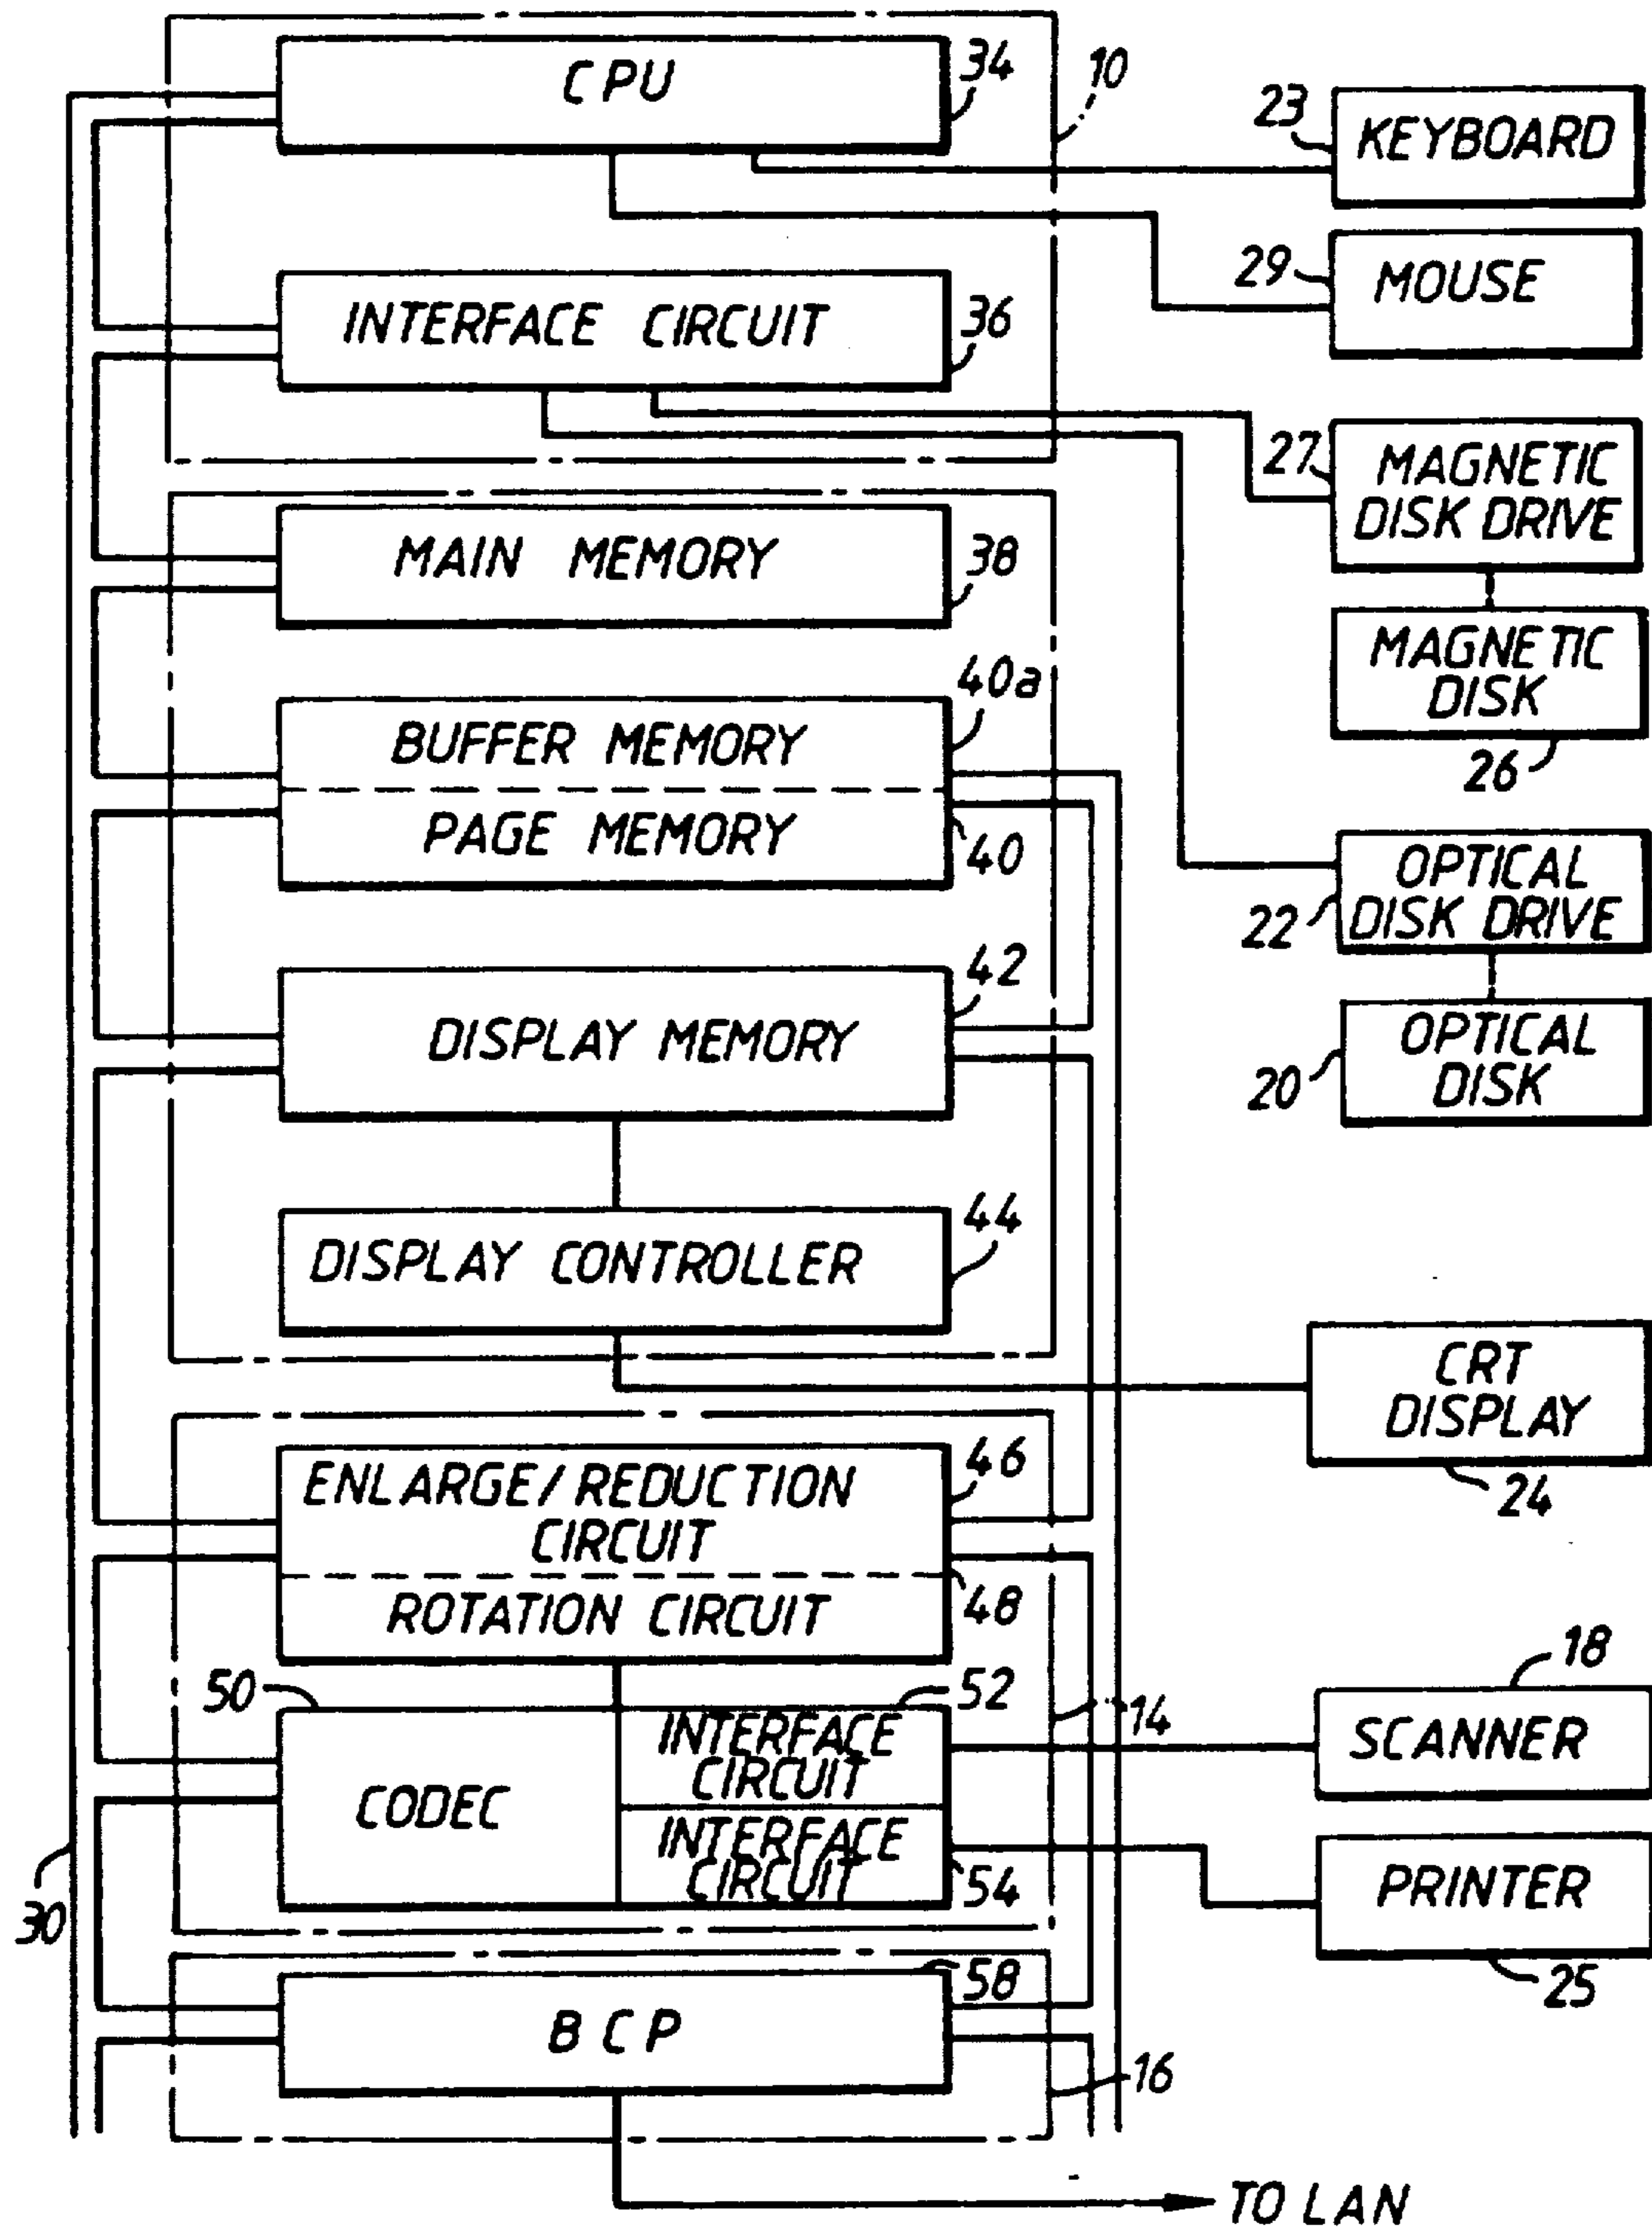 CPU
34
10
23
KEYBOARD
29
MOUSE
INTERFACE CIRCUIT
36
27
MAGNETIC
DISK DRIVE
MAIN MEMORY
38
MAGNETIC
DISK
26
40a
BUFFER MEMORY
PAGE MEMORY
40
OPTICAL
DISK DRIVE
22
42
DISPLAY MEMORY
OPTICAL
DISK
20
44
DISPLAY CONTROLLER
CRT
DISPLAY
24
46
ENLARGE/REDUCTION
CIRCUIT
48
ROTATION CIRCUIT
18
50
52
14
INTERFACE
CIRCUIT
SCANNER
CODEC
INTERFACE
CIRCUIT
54
PRINTER
25
30
58
BCP
16
TO LAN